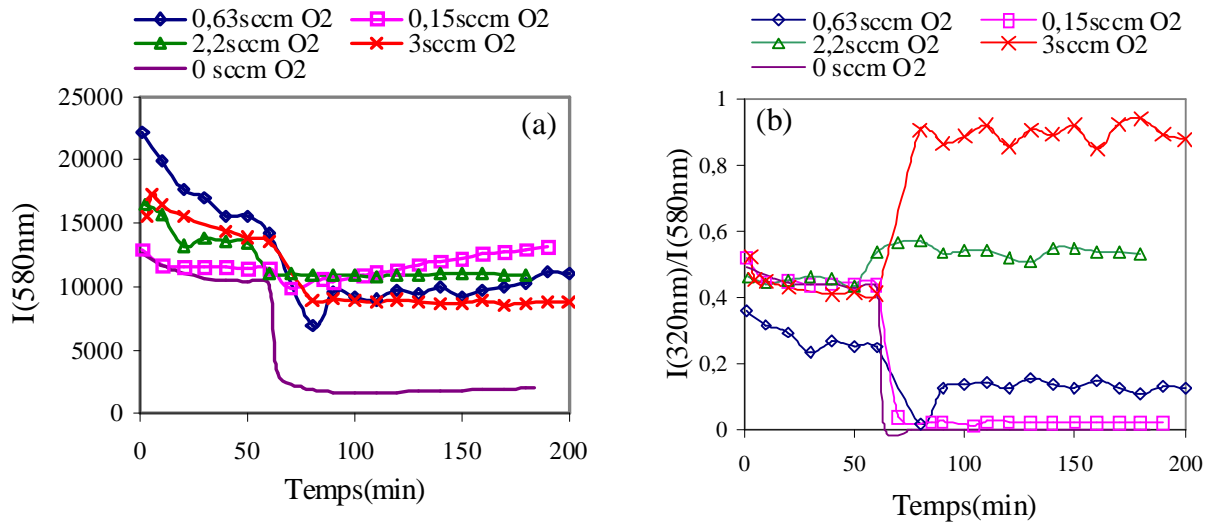 0,63sccm O2 0,15sccm O2
2,2sccm O2 3sccm O2
0 sccm O2
(a)
I(580nm)
25000
20000
15000
10000
5000
0
0 50 100 150 200
Temps(min)
0,63sccm O2 0,15sccm O2
2,2sccm O2 3sccm O2
0 sccm O2
(b)
I(320nm)/I(580nm)
1
0,8
0,6
0,4
0,2
0
0 50 100 150 200
Temps(min)